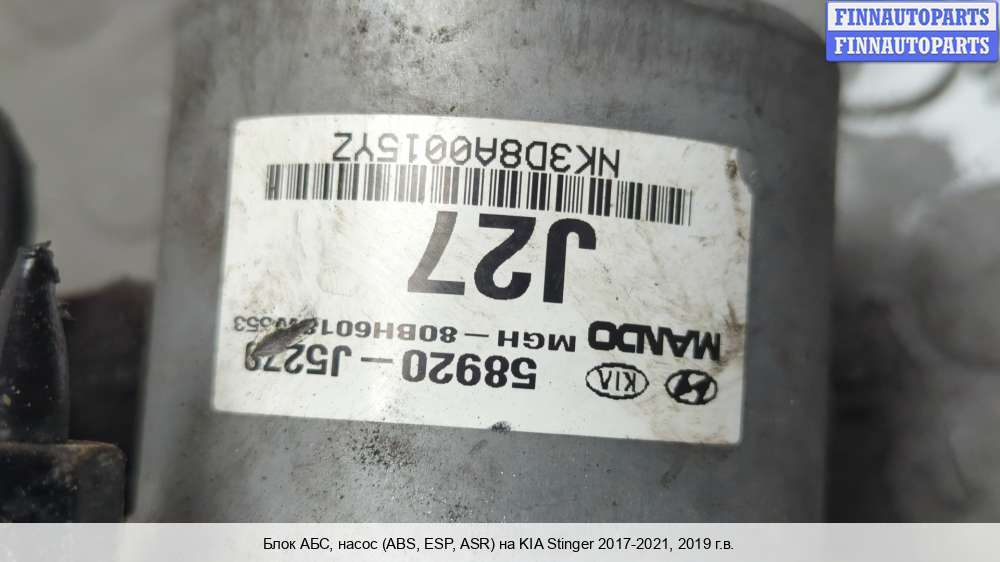 FINNAUTOPARTS
FINNAUTOPARTS
KIA
58920-J5270
MANDO MGH-80BH601
J27
NK3D8A0015YZ
Блок АБС, насос (ABS, ESP, ASR) на KIA Stinger 2017-2021, 2019 г.в.